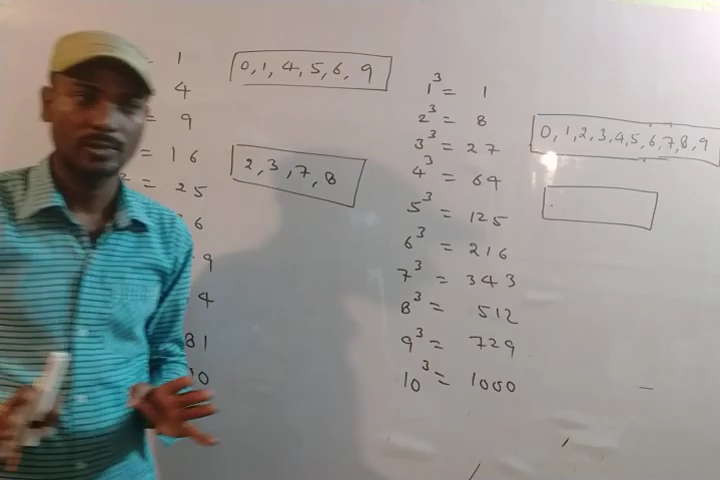 = 1
4
= 9
= 16
2 = 25
6
9
4
81
10
0, 1, 4, 5, 6, 9
2, 3, 7, 8
1³ = 1
2³ = 8
3³ = 27
4³ = 64
5³ = 125
6³ = 216
7³ = 343
8³ = 512
9³ = 729
10³ = 1000
0, 1, 2, 3, 4, 5, 6, 7, 8, 9